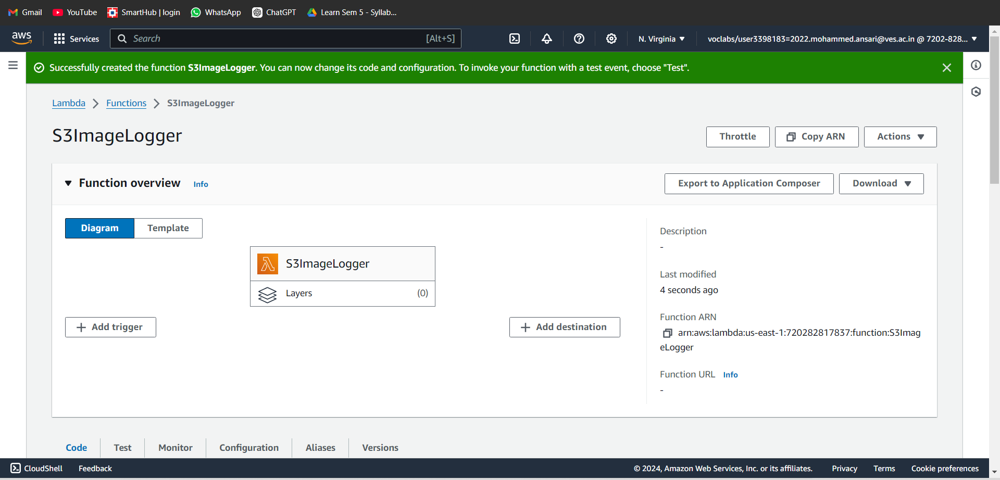 Gmail YouTube SmartHub | login WhatsApp ChatGPT Learn Sem 5 - Syllab...
aws Services Search [Alt+S] N. Virginia voclabs/user3398183=2022.mohammed.ansari@ves.ac.in @ 7202-828...
Successfully created the function S3ImageLogger. You can now change its code and configuration. To invoke your function with a test event, choose "Test".
Lambda Functions S3ImageLogger
S3ImageLogger
Throttle Copy ARN Actions
Function overview Info
Export to Application Composer Download
Diagram Template
S3ImageLogger
Layers (0)
Add trigger
Add destination
Description
-
Last modified
4 seconds ago
Function ARN
arn:aws:lambda:us-east-1:720282817837:function:S3Imag
eLogger
Function URL Info
-
Code Test Monitor Configuration Aliases Versions
CloudShell Feedback © 2024, Amazon Web Services, Inc. or its affiliates. Privacy Terms Cookie preferences